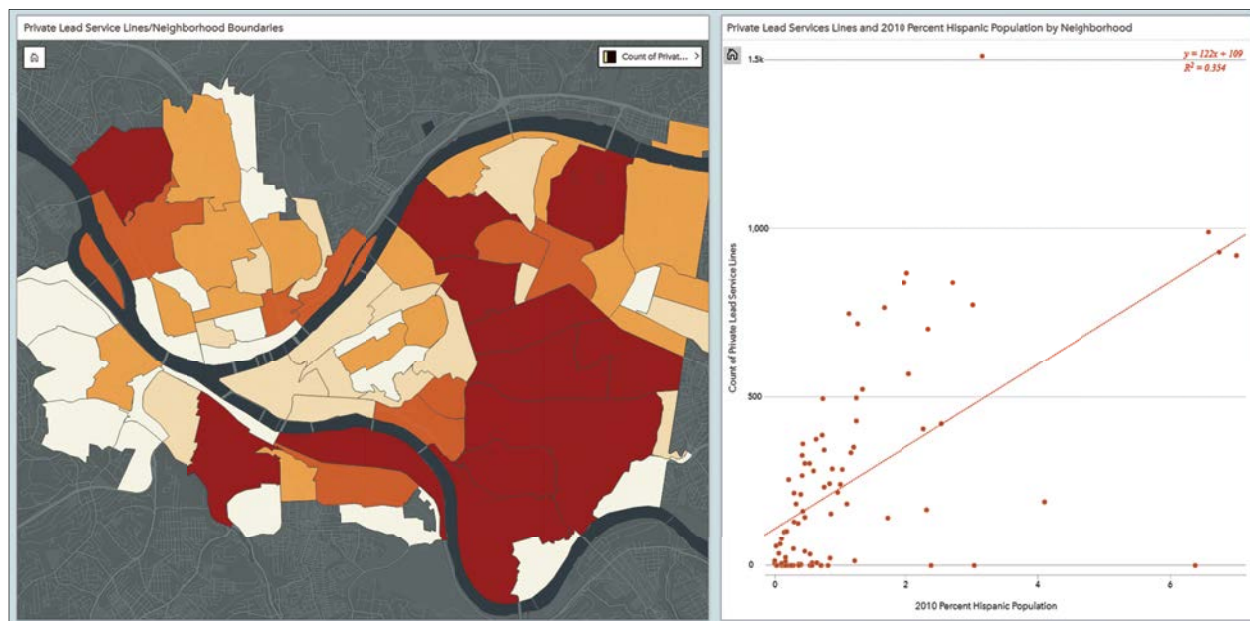 Private Lead Service Lines/Neighborhood Boundaries
Count of Privat...
Private Lead Services Lines and 2010 Percent Hispanic Population by Neighborhood
y = 122x + 109
R² = 0.354
1.5k
1,000
500
0
Count of Private Lead Service Lines
0 2 4 6
2010 Percent Hispanic Population